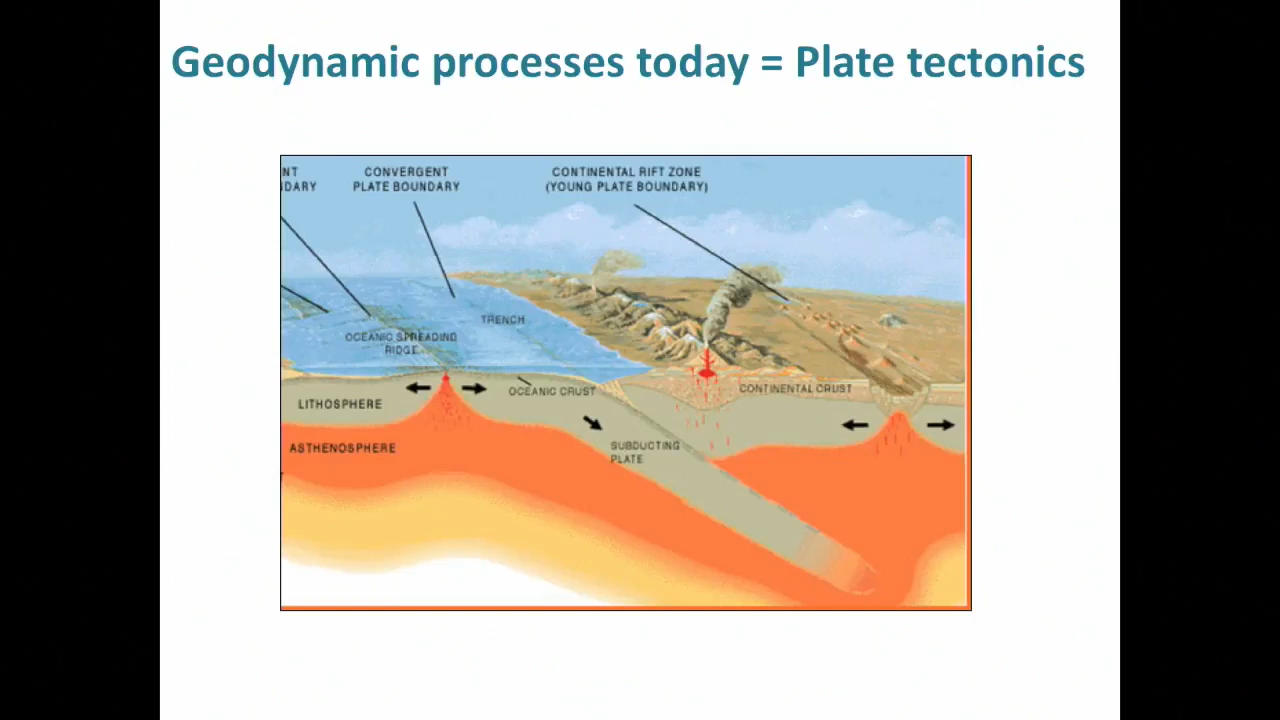 Geodynamic processes today = Plate tectonics
NT
DARY
CONVERGENT
PLATE BOUNDARY
CONTINENTAL RIFT ZONE
(YOUNG PLATE BOUNDARY)
TRENCH
OCEANIC SPREADING
RIDGE
OCEANIC CRUST
CONTINENTAL CRUST
LITHOSPHERE
ASTHENOSPHERE
SUBDUCTING
PLATE